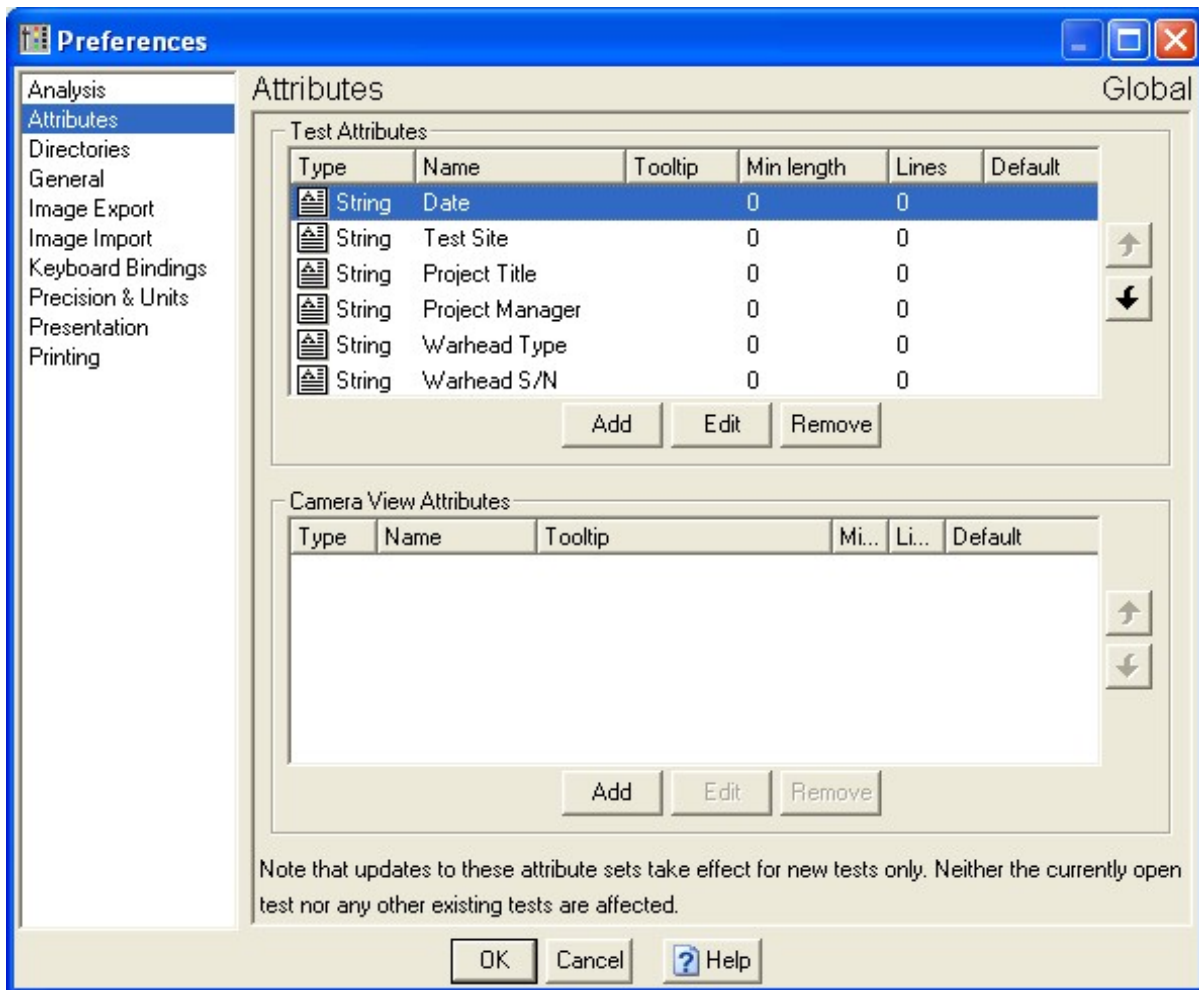 Preferences
Analysis
Attributes
Directories
General
Image Export
Image Import
Keyboard Bindings
Precision & Units
Presentation
Printing
Attributes Global
Test Attributes
Type Name Tooltip Min length Lines Default
String Date 0 0
String Test Site 0 0
String Project Title 0 0
String Project Manager 0 0
String Warhead Type 0 0
String Warhead S/N 0 0
Add Edit Remove
Camera View Attributes
Type Name Tooltip Mi... Li... Default
Add Edit Remove
Note that updates to these attribute sets take effect for new tests only. Neither the currently open
test nor any other existing tests are affected.
OK Cancel ? Help